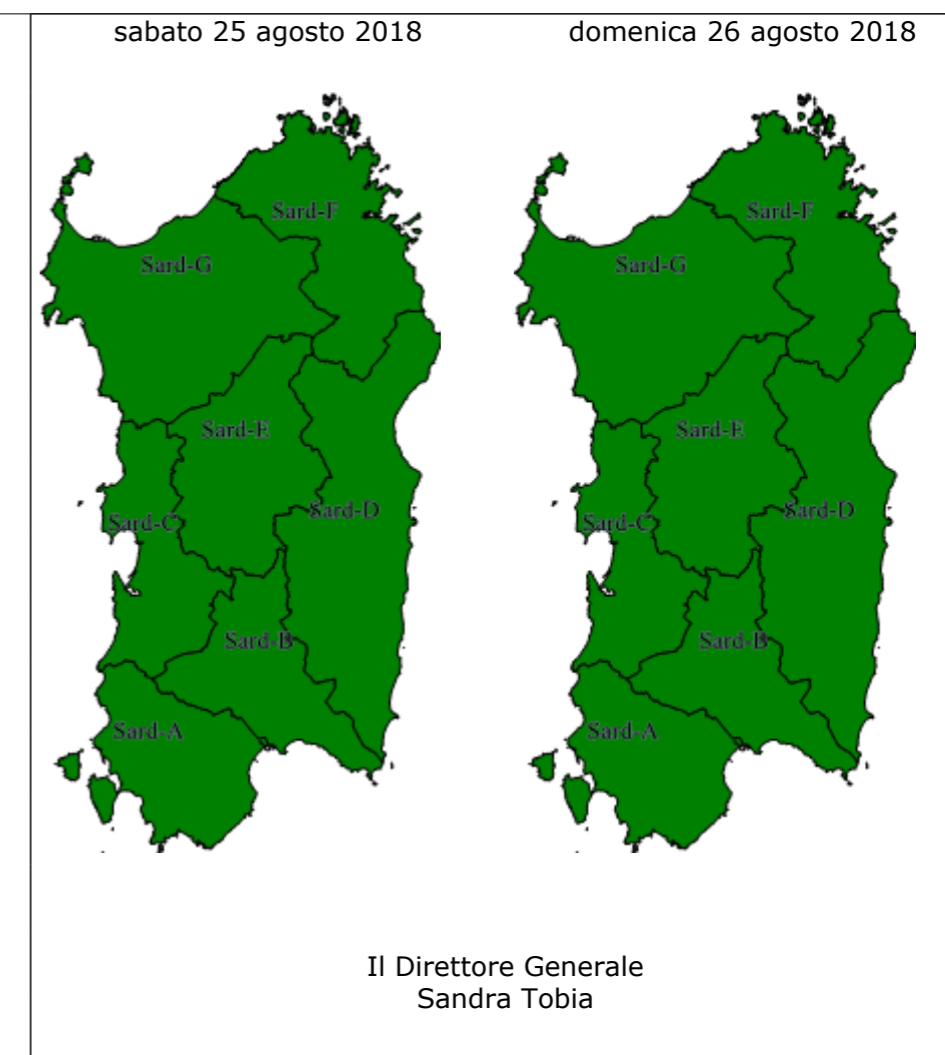 sabato 25 agosto 2018
domenica 26 agosto 2018
Sard-F
Sard-G
Sard-E
Sard-D
Sard-C
Sard-B
Sard-A
Sard-F
Sard-G
Sard-E
Sard-D
Sard-C
Sard-B
Sard-A
Il Direttore Generale
Sandra Tobia